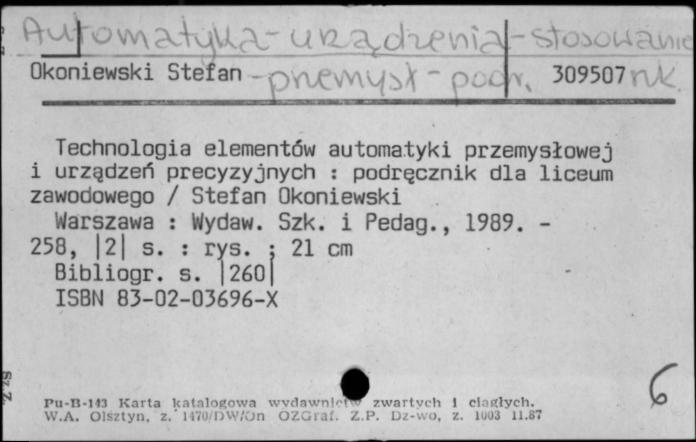 Automatyka - urządzenia - stosowanie
Okoniewski Stefan - przemysł - podr. 309507 nk.
Technologia elementów automatyki przemysłowej
i urządzeń precyzyjnych : podręcznik dla liceum
zawodowego / Stefan Okoniewski
Warszawa : Wydaw. Szk. i Pedag., 1989. -
258, |2| s. : rys. ; 21 cm
Bibliogr. s. |260|
ISBN 83-02-03696-X
6
Pu-B-143 Karta katalogowa wydawnictw zwartych i ciągłych.
W.A. Olsztyn, z. 1470/DW/On OZGraf. Z.P. Dz-wo, z. 1003 11.87